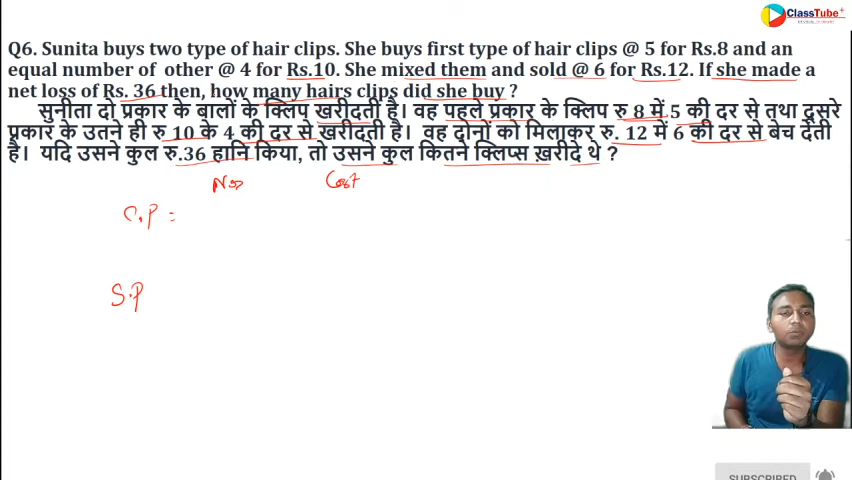 ClassTube+
Q6. Sunita buys two type of hair clips. She buys first type of hair clips @ 5 for Rs.8 and an
equal number of other @ 4 for Rs.10. She mixed them and sold @ 6 for Rs.12. If she made a
net loss of Rs. 36 then, how many hairs clips did she buy ?
सुनीता दो प्रकार के बालों के क्लिप खरीदती है। वह पहले प्रकार के क्लिप रु 8 में 5 की दर से तथा दूसरे
प्रकार के उतने ही रु 10 के 4 की दर से खरीदती है। वह दोनों को मिलाकर रु. 12 में 6 की दर से बेच देती
है। यदि उसने कुल रु.36 हानि किया, तो उसने कुल कितने क्लिप्स ख़रीदे थे ?
Cost
C.P =
S.P
SUBSCRIBED